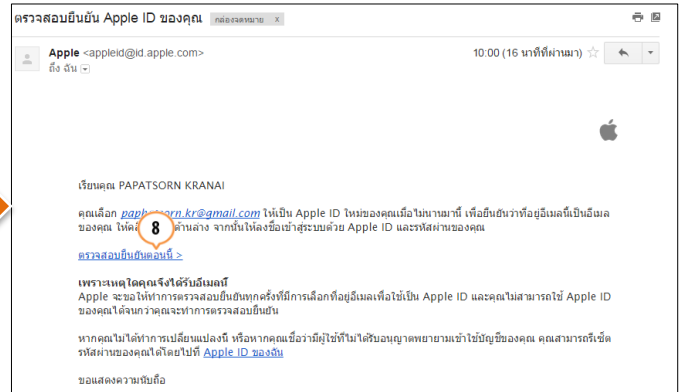 ตรวจสอบยืนยัน Apple ID ของคุณ กล่องจดหมาย x
Apple <appleid@id.apple.com> 10:00 (16 นาทีที่ผ่านมา)
ถึง ฉัน
เรียนคุณ PAPATSORN KRANAI
คุณเลือก paphatsorn.kr@gmail.com ให้เป็น Apple ID ใหม่ของคุณเมื่อไม่นานมานี้ เพื่อยืนยันว่าที่อยู่อีเมลนี้เป็นอีเมล
ของคุณ ให้ 8 ด้านล่าง จากนั้นให้ลงชื่อเข้าสู่ระบบด้วย Apple ID และรหัสผ่านของคุณ
ตรวจสอบยืนยันตอนนี้ >
เพราะเหตุใดคุณจึงได้รับอีเมลนี้
Apple จะขอให้ทำการตรวจสอบยืนยันทุกครั้งที่มีการเลือกที่อยู่อีเมลเพื่อใช้เป็น Apple ID และคุณไม่สามารถใช้ Apple ID
ของคุณได้จนกว่าคุณจะทำการตรวจสอบยืนยัน
หากคุณไม่ได้ทำการเปลี่ยนแปลงนี้ หรือหากคุณเชื่อว่ามีผู้ใช้ที่ไม่ได้รับอนุญาตพยายามเข้าใช้บัญชีของคุณ คุณสามารถรีเซ็ต
รหัสผ่านของคุณได้โดยไปที่ Apple ID ของฉัน
ขอแสดงความนับถือ